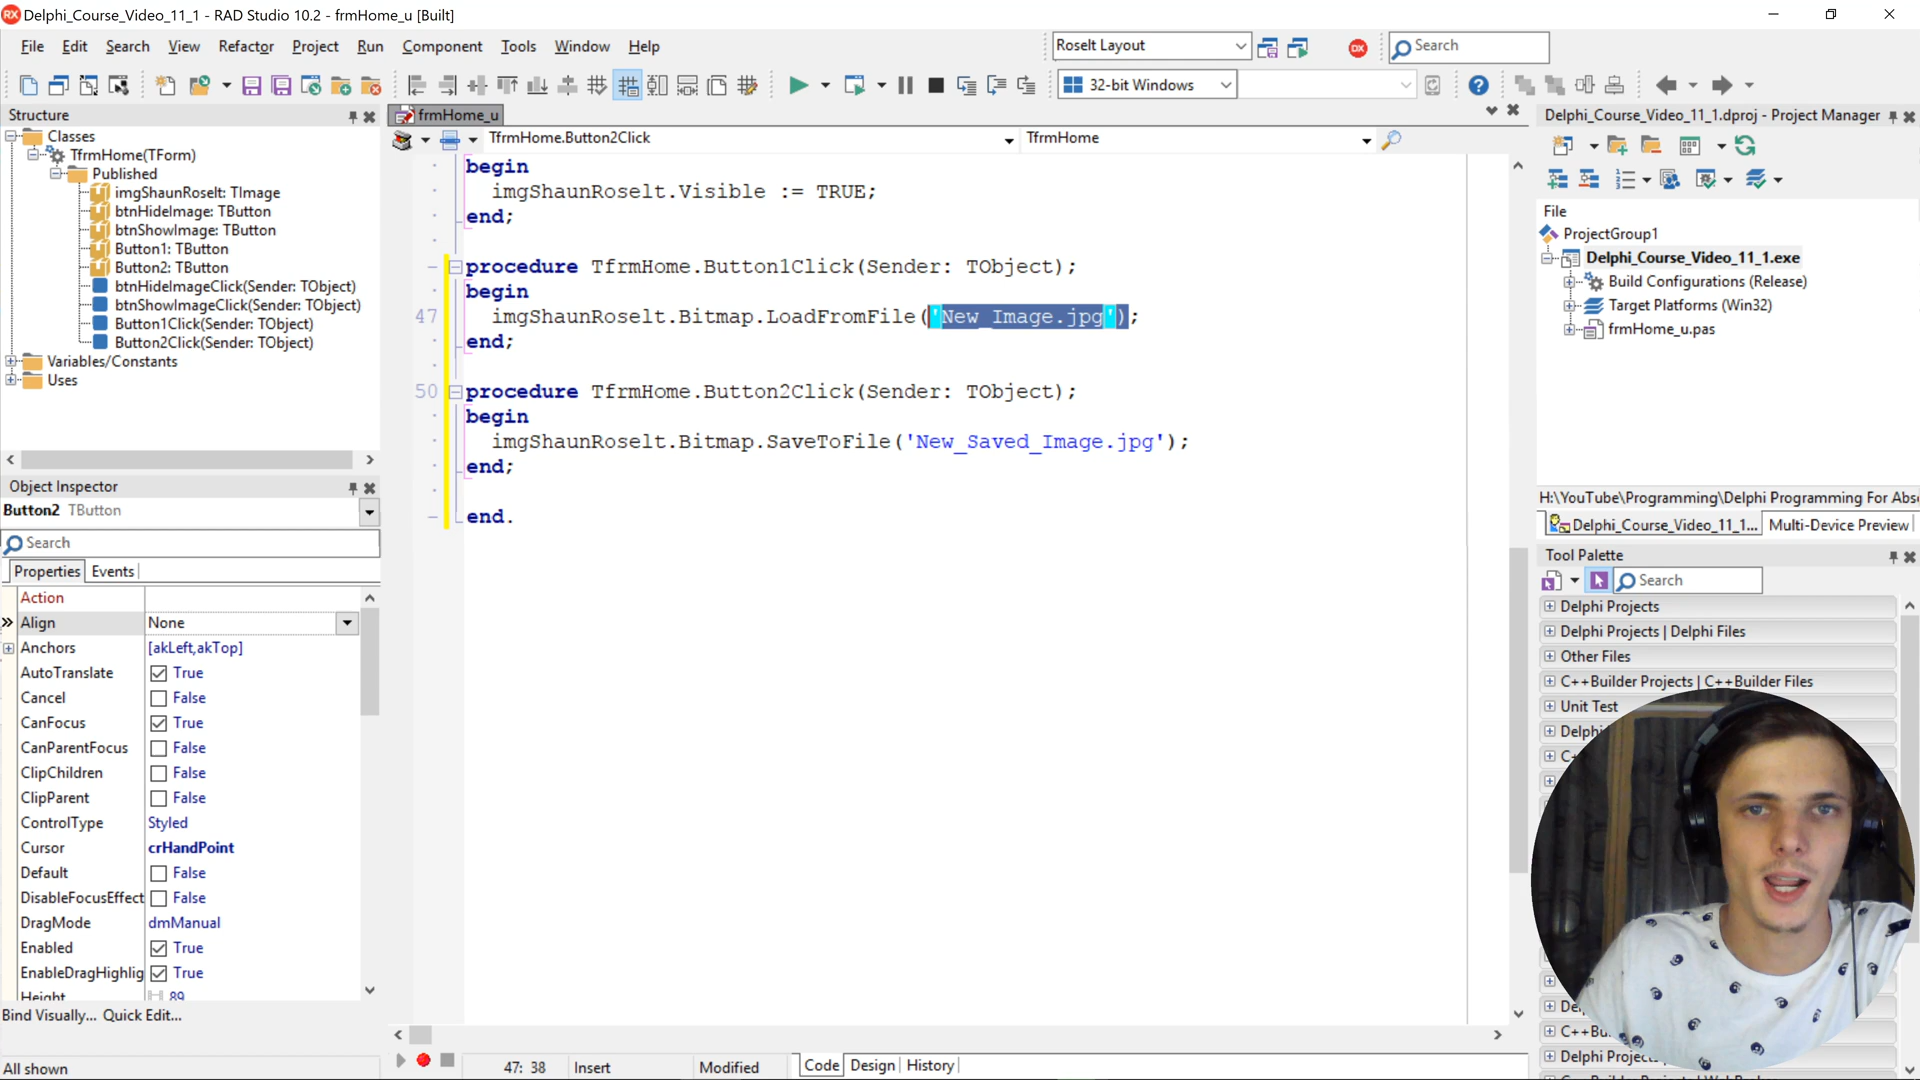 Delphi_Course_Video_11_1 - RAD Studio 10.2 - frmHome_u [Built]
File Edit Search View Refactor Project Run Component Tools Window Help
Roselt Layout
DX
Search
32-bit Windows
Structure
Classes
TfrmHome(TForm)
Published
imgShaunRoselt: TImage
btnHideImage: TButton
btnShowImage: TButton
Button1: TButton
Button2: TButton
btnHideImageClick(Sender: TObject)
btnShowImageClick(Sender: TObject)
Button1Click(Sender: TObject)
Button2Click(Sender: TObject)
Variables/Constants
Uses
Object Inspector
Button2 TButton
Search
Properties Events
Action
Align None
Anchors [akLeft,akTop]
AutoTranslate True
Cancel False
CanFocus True
CanParentFocus False
ClipChildren False
ClipParent False
ControlType Styled
Cursor crHandPoint
Default False
DisableFocusEffect False
DragMode dmManual
Enabled True
EnableDragHighlig True
Height 89
Bind Visually... Quick Edit...
All shown
frmHome_u
TfrmHome.Button2Click TfrmHome
begin
imgShaunRoselt.Visible := TRUE;
end;
procedure TfrmHome.Button1Click(Sender: TObject);
begin
47 imgShaunRoselt.Bitmap.LoadFromFile('New_Image.jpg');
end;
50 procedure TfrmHome.Button2Click(Sender: TObject);
begin
imgShaunRoselt.Bitmap.SaveToFile('New_Saved_Image.jpg');
end;
end.
47: 38 Insert Modified Code Design History
Delphi_Course_Video_11_1.dproj - Project Manager
File
ProjectGroup1
Delphi_Course_Video_11_1.exe
Build Configurations (Release)
Target Platforms (Win32)
frmHome_u.pas
H:\YouTube\Programming\Delphi Programming For Abs
Delphi_Course_Video_11_1... Multi-Device Preview
Tool Palette
Search
Delphi Projects
Delphi Projects | Delphi Files
Other Files
C++Builder Projects | C++Builder Files
Unit Test